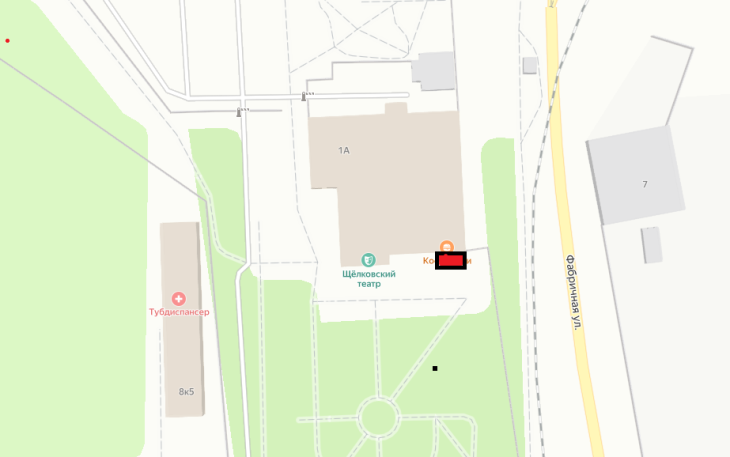 1А
7
Щёлковский
театр
Тубдиспансер
8к5
Фабричная ул.